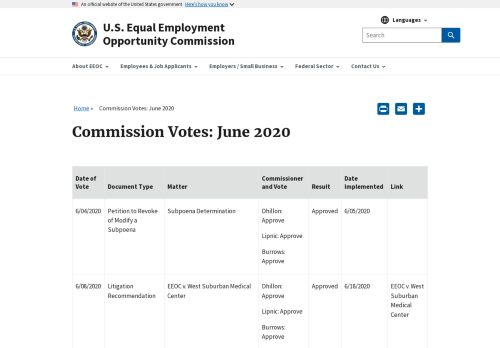 An official website of the United States government Here's how you know
Languages
U.S. Equal Employment
Opportunity Commission
Search
About EEOC
Employees & Job Applicants
Employers / Small Business
Federal Sector
Contact Us
Home » Commission Votes: June 2020
Commission Votes: June 2020
Date of Vote Document Type Matter Commissioner and Vote Result Date Implemented Link
6/04/2020 Petition to Revoke of Modify a Subpoena Subpoena Determination Dhillon: Approve Lipnic: Approve Burrows: Approve Approved 6/05/2020
6/08/2020 Litigation Recommendation EEOC v. West Suburban Medical Center Dhillon: Approve Lipnic: Approve Burrows: Approve Approved 6/18/2020 EEOC v. West Suburban Medical Center